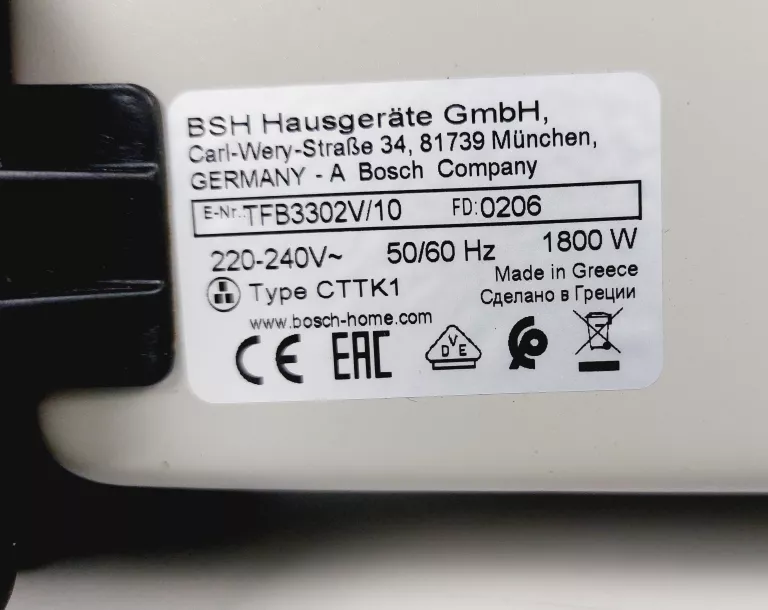 BSH Hausgeräte GmbH,
Carl-Wery-Straße 34, 81739 München,
GERMANY - A Bosch Company
E-Nr.:TFB3302V/10 FD:0206
220-240V~ 50/60 Hz 1800 W
Made in Greece
Type CTTK1 Сделано в Греции
www.bosch-home.com
CE EAC VDE